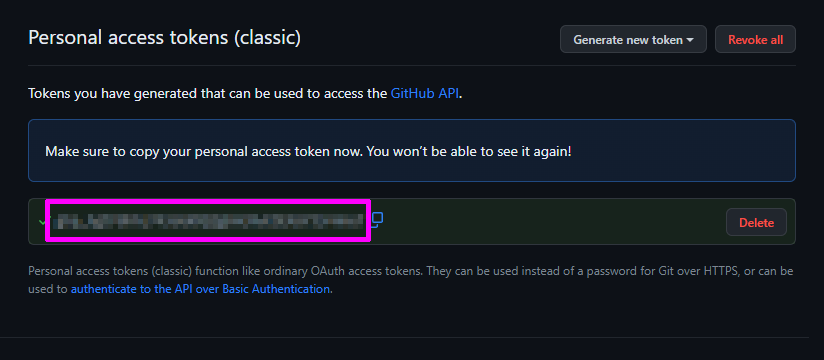 Personal access tokens (classic)
Generate new token
Revoke all
Tokens you have generated that can be used to access the GitHub API.
Make sure to copy your personal access token now. You won't be able to see it again!
Delete
Personal access tokens (classic) function like ordinary OAuth access tokens. They can be used instead of a password for Git over HTTPS, or can be
used to authenticate to the API over Basic Authentication.